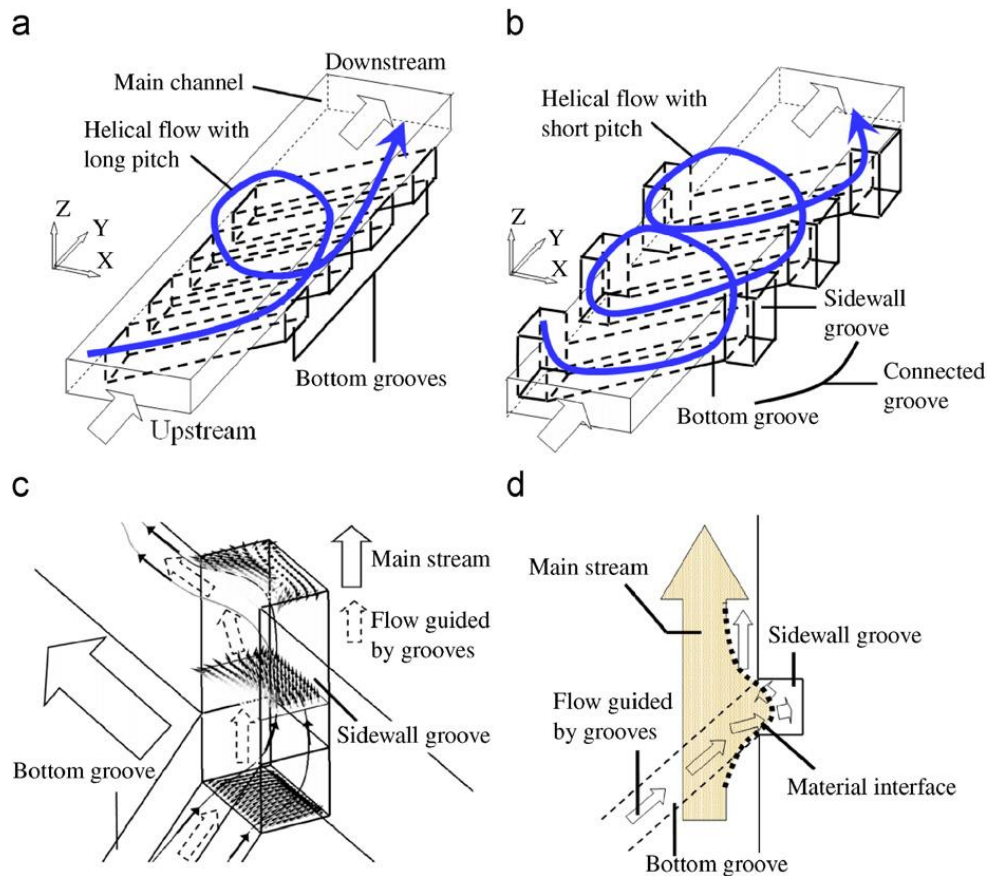 a
Downstream
Main channel
Helical flow with
long pitch
Z
Y
X
Bottom grooves
Upstream
b
Helical flow with
short pitch
Z
Y
X
Sidewall
groove
Connected
groove
Bottom groove
c
Main stream
Flow guided
by grooves
Sidewall groove
Bottom groove
d
Main stream
Sidewall groove
Flow guided
by grooves
Material interface
Bottom groove